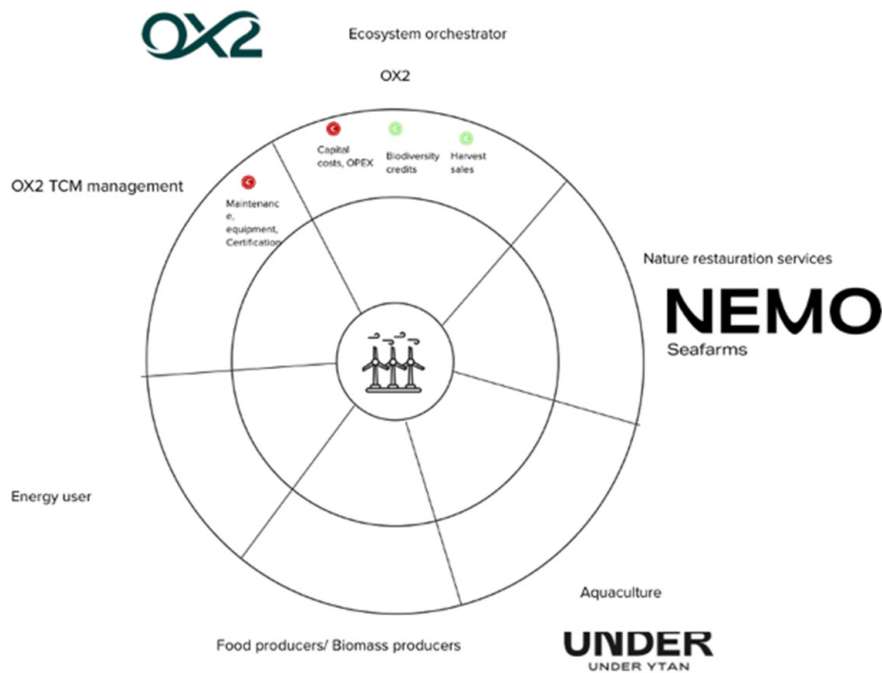 OX2
Ecosystem orchestrator
OX2
Capital
costs, OPEX
Biodiversity
credits
Harvest
sales
OX2 TCM management
Maintenanc
e,
equipment,
Certification
Nature restauration services
NEMO
Seafarms
Energy user
Aquaculture
Food producers/ Biomass producers
UNDER
UNDER YTAN